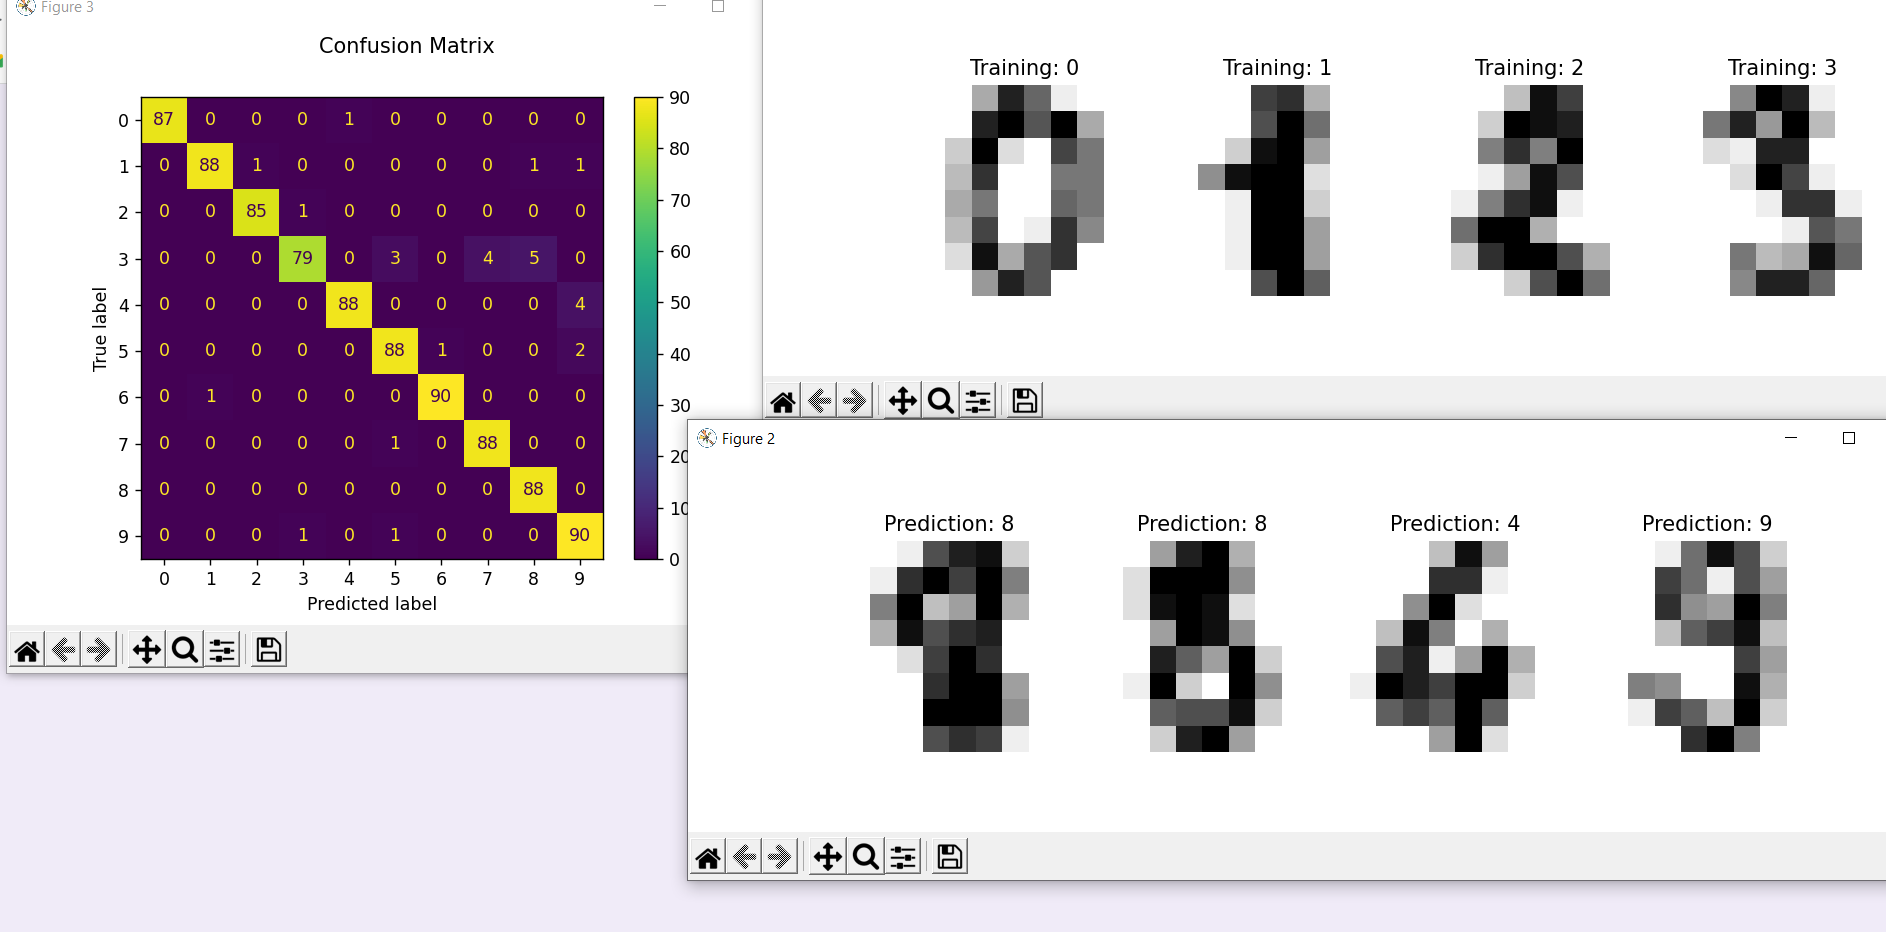 Figure 3
Confusion Matrix
True label
0 87 0 0 0 1 0 0 0 0 0
1 0 88 1 0 0 0 0 0 1 1
2 0 0 85 1 0 0 0 0 0 0
3 0 0 0 79 0 3 0 4 5 0
4 0 0 0 0 88 0 0 0 0 4
5 0 0 0 0 0 88 1 0 0 2
6 0 1 0 0 0 0 90 0 0 0
7 0 0 0 0 0 1 0 88 0 0
8 0 0 0 0 0 0 0 0 88 0
9 0 0 0 1 0 1 0 0 0 90
0 1 2 3 4 5 6 7 8 9
Predicted label
90
80
70
60
50
40
30
20
10
0
Training: 0 Training: 1 Training: 2 Training: 3
Figure 2
Prediction: 8 Prediction: 8 Prediction: 4 Prediction: 9